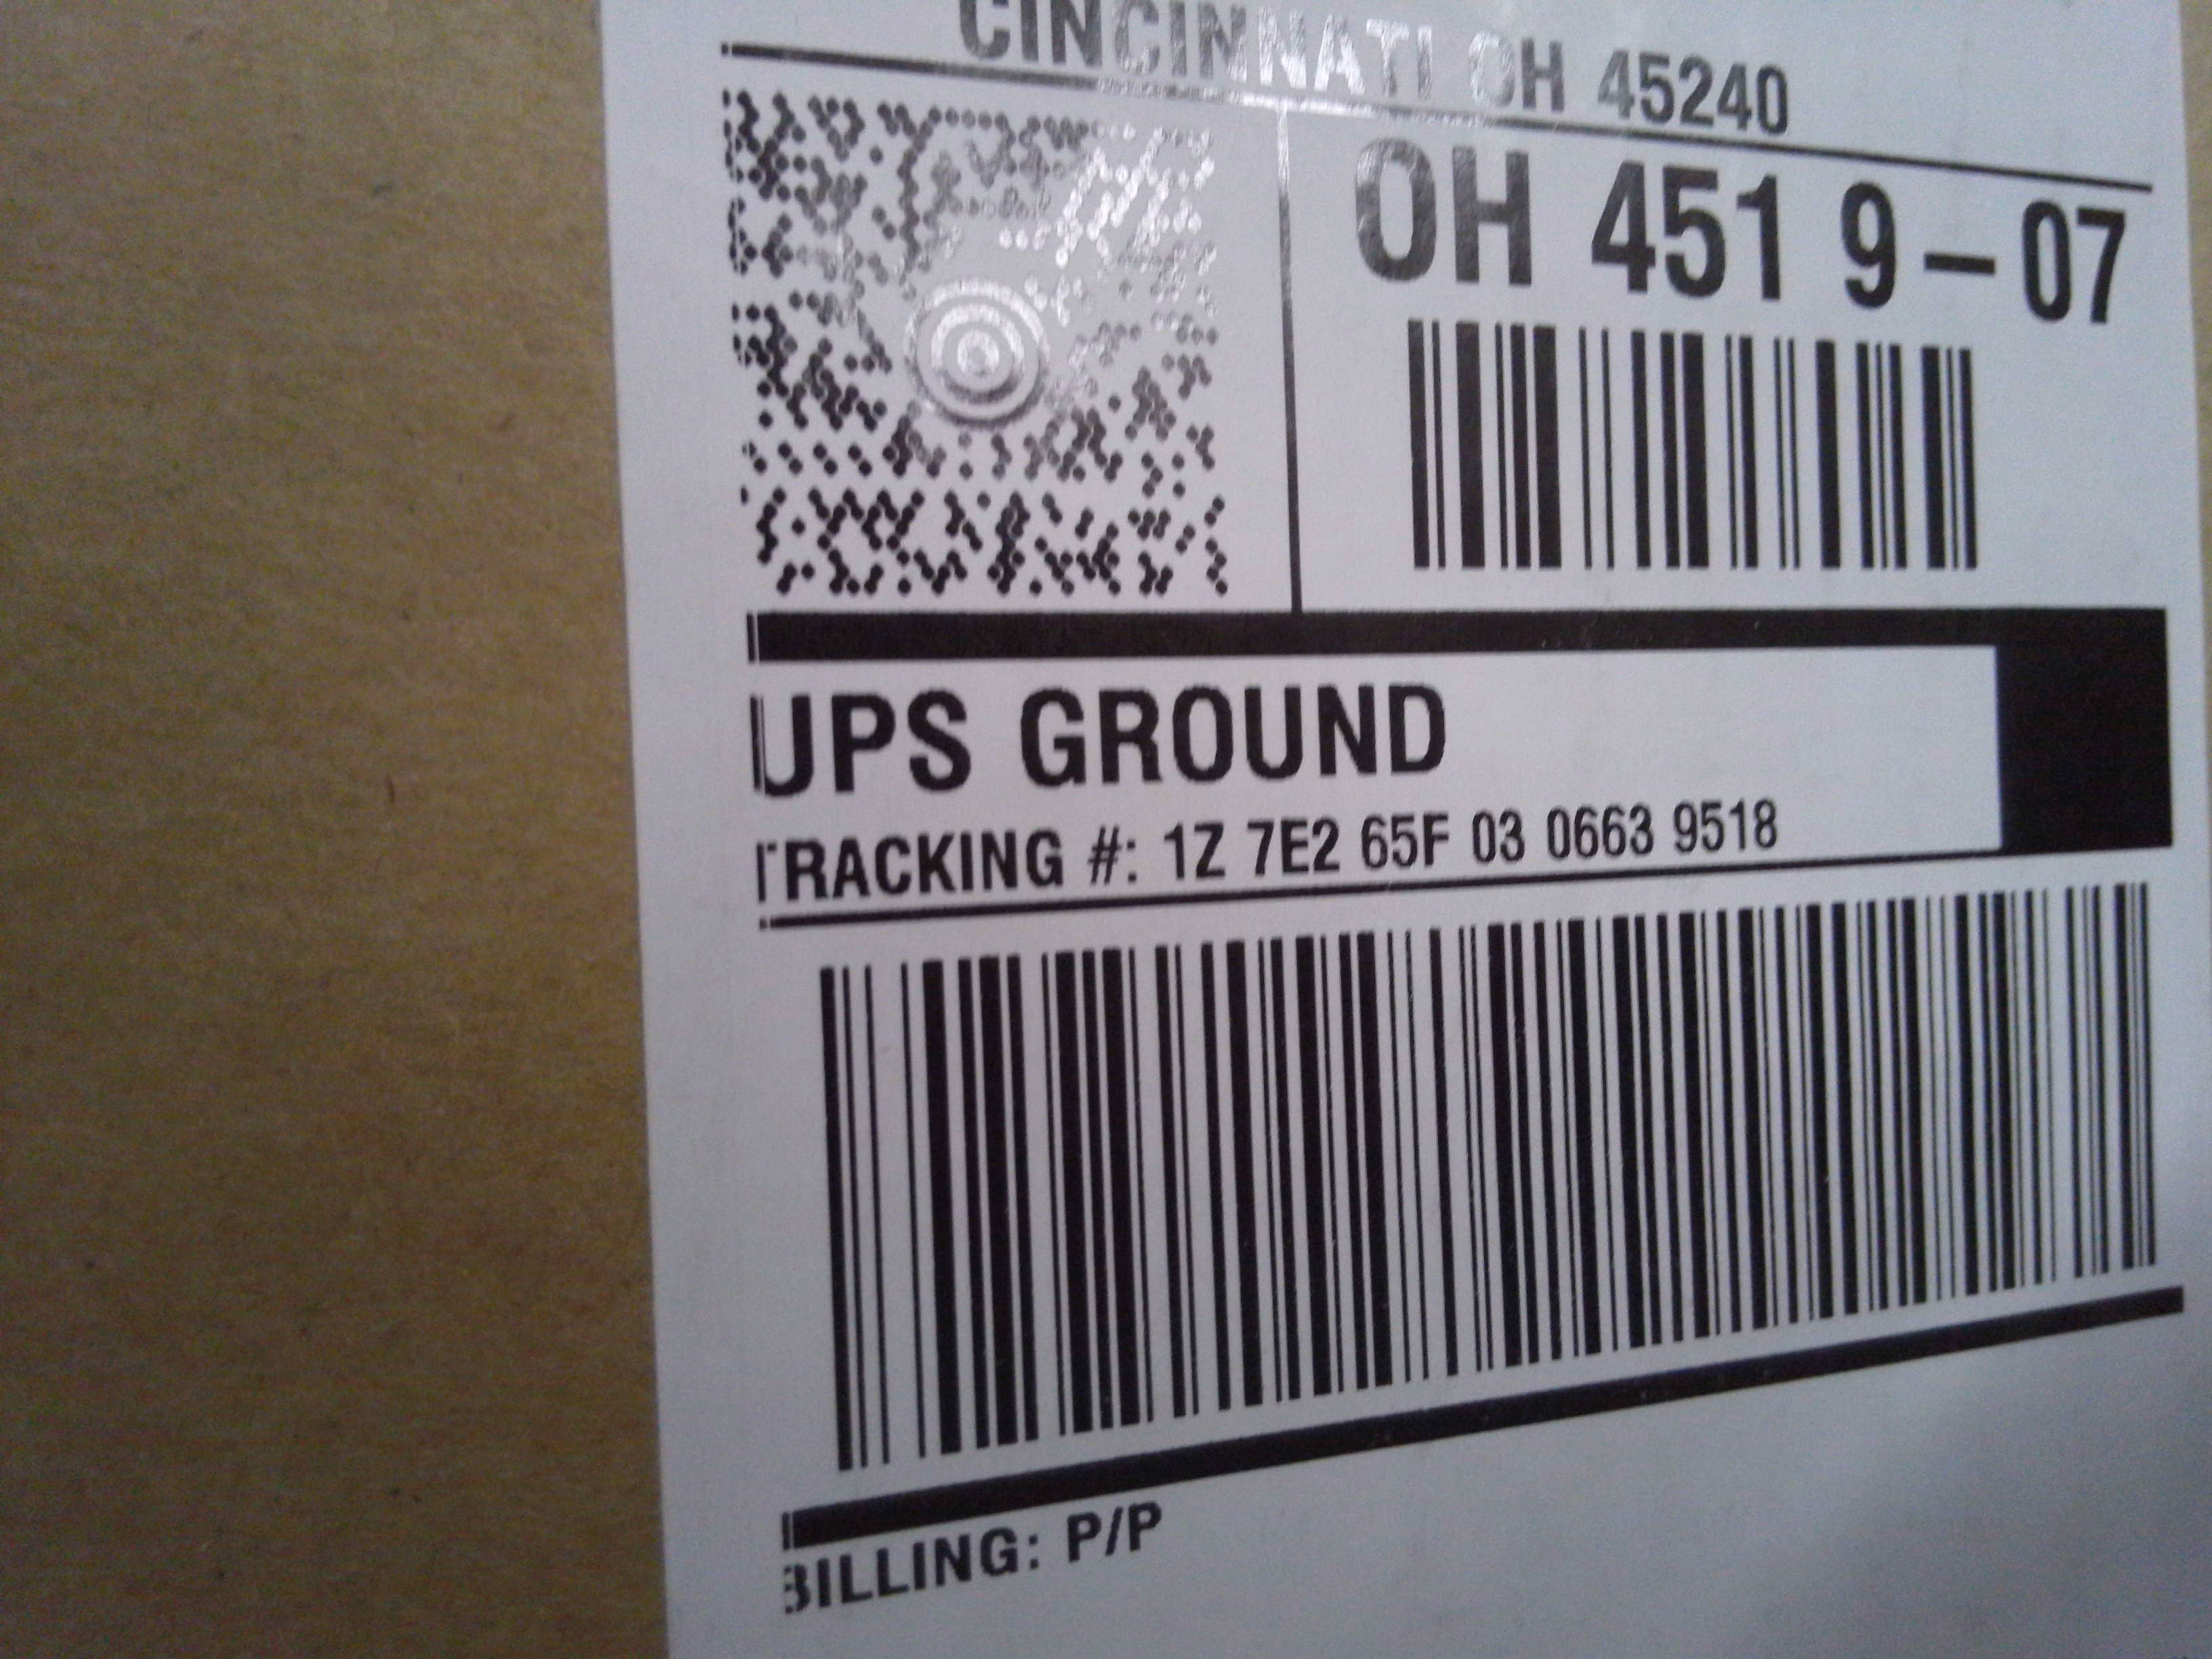 CINCINNATI OH 45240
OH 451 9-07
UPS GROUND
TRACKING #: 1Z 7E2 65F 03 0663 9518
BILLING: P/P